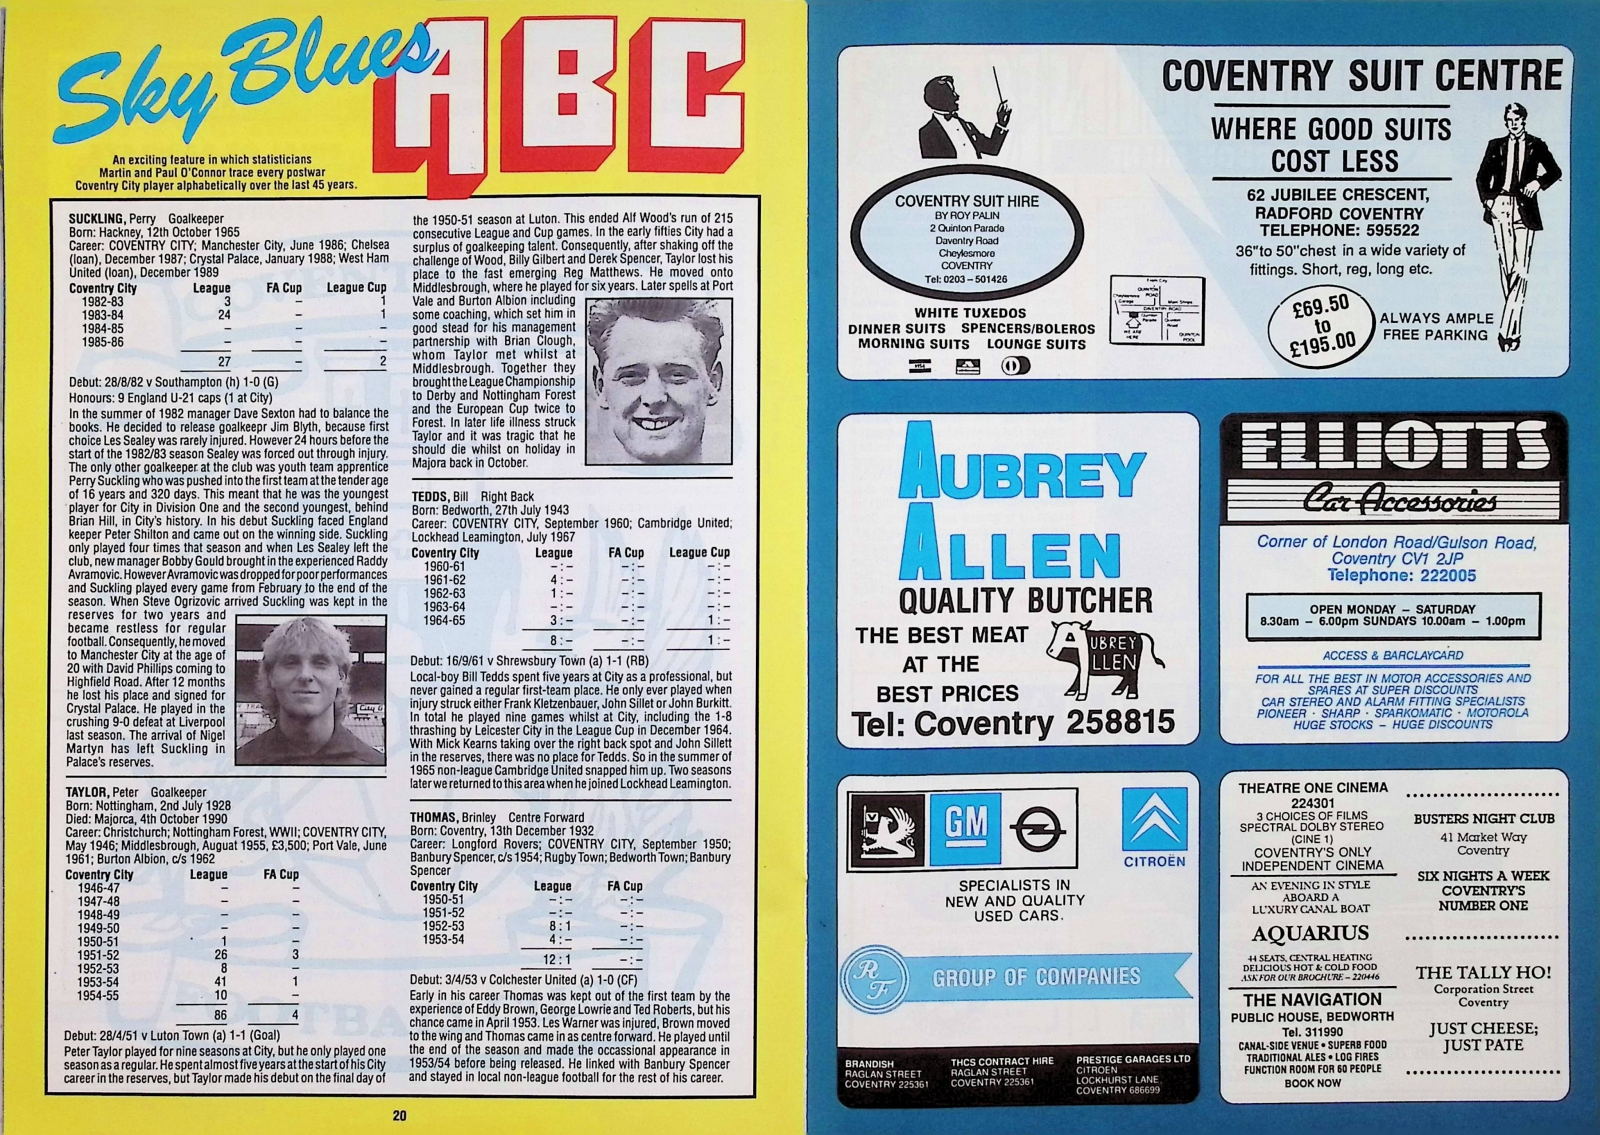 Sky Blues ABC
An exciting feature in which statisticians
Martin and Paul O'Connor trace every postwar
Coventry City player alphabetically over the last 45 years.
SUCKLING, Perry Goalkeeper
Born: Hackney, 12th October 1965
Career: COVENTRY CITY; Manchester City, June 1986; Chelsea
(loan), December 1987; Crystal Palace, January 1988; West Ham
United (loan), December 1989
Coventry City League FA Cup League Cup
1982-83 3 – 1
1983-84 24 – 1
1984-85 – – –
1985-86 – – –
27 – 2
Debut: 28/8/82 v Southampton (h) 1-0 (G)
Honours: 9 England U-21 caps (1 at City)
In the summer of 1982 manager Dave Sexton had to balance the
books. He decided to release goalkeepr Jim Blyth, because first
choice Les Sealey was rarely injured. However 24 hours before the
start of the 1982/83 season Sealey was forced out through injury.
The only other goalkeeper at the club was youth team apprentice
Perry Suckling who was pushed into the first team at the tender age
of 16 years and 320 days. This meant that he was the youngest
player for City in Division One and the second youngest, behind
Brian Hill, in City's history. In his debut Suckling faced England
keeper Peter Shilton and came out on the winning side. Suckling
only played four times that season and when Les Sealey left the
club, new manager Bobby Gould brought in the experienced Raddy
Avramovic. However Avramovic was dropped for poor performances
and Suckling played every game from February to the end of the
season. When Steve Ogrizovic arrived Suckling was kept in the
reserves for two years and
became restless for regular
football. Consequently, he moved
to Manchester City at the age of
20 with David Phillips coming to
Highfield Road. After 12 months
he lost his place and signed for
Crystal Palace. He played in the
crushing 9-0 defeat at Liverpool
last season. The arrival of Nigel
Martyn has left Suckling in
Palace's reserves.
TAYLOR, Peter Goalkeeper
Born: Nottingham, 2nd July 1928
Died: Majorca, 4th October 1990
Career: Christchurch; Nottingham Forest, WWII; COVENTRY CITY,
May 1946; Middlesbrough, August 1955, £3,500; Port Vale, June
1961; Burton Albion, c/s 1962
Coventry City League FA Cup
1946-47 – –
1947-48 – –
1948-49 – –
1949-50 – –
1950-51 1 –
1951-52 26 3
1952-53 8 –
1953-54 41 1
1954-55 10 –
86 4
Debut: 28/4/51 v Luton Town (a) 1-1 (Goal)
Peter Taylor played for nine seasons at City, but he only played one
season as a regular. He spent almost five years at the start of his City
career in the reserves, but Taylor made his debut on the final day of
the 1950-51 season at Luton. This ended Alf Wood's run of 215
consecutive League and Cup games. In the early fifties City had a
surplus of goalkeeping talent. Consequently, after shaking off the
challenge of Wood, Billy Gilbert and Derek Spencer, Taylor lost his
place to the fast emerging Reg Matthews. He moved onto
Middlesbrough, where he played for six years. Later spells at Port
Vale and Burton Albion including
some coaching, which set him in
good stead for his management
partnership with Brian Clough,
whom Taylor met whilst at
Middlesbrough. Together they
brought the League Championship
to Derby and Nottingham Forest
and the European Cup twice to
Forest. In later life illness struck
Taylor and it was tragic that he
should die whilst on holiday in
Majora back in October.
TEDDS, Bill Right Back
Born: Bedworth, 27th July 1943
Career: COVENTRY CITY, September 1960; Cambridge United;
Lockhead Leamington, July 1967
Coventry City League FA Cup League Cup
1960-61 –:– –:– –:–
1961-62 4:– –:– –:–
1962-63 1:– –:– –:–
1963-64 –:– –:– –:–
1964-65 3:– –:– 1:–
8:– –:– 1:–
Debut: 16/9/61 v Shrewsbury Town (a) 1-1 (RB)
Local-boy Bill Tedds spent five years at City as a professional, but
never gained a regular first-team place. He only ever played when
injury struck either Frank Kletzenbauer, John Sillet or John Burkitt.
In total he played nine games whilst at City, including the 1-8
thrashing by Leicester City in the League Cup in December 1964.
With Mick Kearns taking over the right back spot and John Sillett
in the reserves, there was no place for Tedds. So in the summer of
1965 non-league Cambridge United snapped him up. Two seasons
later we returned to this area when he joined Lockhead Leamington.
THOMAS, Brinley Centre Forward
Born: Coventry, 13th December 1932
Career: Longford Rovers; COVENTRY CITY, September 1950;
Banbury Spencer, c/s 1954; Rugby Town; Bedworth Town; Banbury
Spencer
Coventry City League FA Cup
1950-51 –:– –:–
1951-52 –:– –:–
1952-53 8:1 –:–
1953-54 4:– –:–
12:1 –:–
Debut: 3/4/53 v Colchester United (a) 1-0 (CF)
Early in his career Thomas was kept out of the first team by the
experience of Eddy Brown, George Lowrie and Ted Roberts, but his
chance came in April 1953. Les Warner was injured, Brown moved
to the wing and Thomas came in as centre forward. He played until
the end of the season and made the occassional appearance in
1953/54 before being released. He linked with Banbury Spencer
and stayed in local non-league football for the rest of his career.
20
COVENTRY SUIT HIRE
BY ROY PALIN
2 Quinton Parade
Daventry Road
Cheylesmore
COVENTRY
Tel: 0203 – 501426
WHITE TUXEDOS
DINNER SUITS SPENCERS/BOLEROS
MORNING SUITS LOUNGE SUITS
COVENTRY SUIT CENTRE
WHERE GOOD SUITS
COST LESS
62 JUBILEE CRESCENT,
RADFORD COVENTRY
TELEPHONE: 595522
36"to 50"chest in a wide variety of
fittings. Short, reg, long etc.
£69.50
to
£195.00
ALWAYS AMPLE
FREE PARKING
AUBREY
ALLEN
QUALITY BUTCHER
THE BEST MEAT
AT THE
BEST PRICES
AUBREY
ALLEN
Tel: Coventry 258815
ELLIOTTS
Car Accessories
Corner of London Road/Gulson Road,
Coventry CV1 2JP
Telephone: 222005
OPEN MONDAY – SATURDAY
8.30am – 6.00pm SUNDAYS 10.00am – 1.00pm
ACCESS & BARCLAYCARD
FOR ALL THE BEST IN MOTOR ACCESSORIES AND
SPARES AT SUPER DISCOUNTS
CAR STEREO AND ALARM FITTING SPECIALISTS
PIONEER · SHARP · SPARKOMATIC · MOTOROLA
HUGE STOCKS – HUGE DISCOUNTS
GM
CITROËN
SPECIALISTS IN
NEW AND QUALITY
USED CARS.
RF
GROUP OF COMPANIES
BRANDISH
RAGLAN STREET
COVENTRY 225361
THCS CONTRACT HIRE
RAGLAN STREET
COVENTRY 225361
PRESTIGE GARAGES LTD
CITROEN
LOCKHURST LANE
COVENTRY 686699
THEATRE ONE CINEMA
224301
3 CHOICES OF FILMS
SPECTRAL DOLBY STEREO
(CINE 1)
COVENTRY'S ONLY
INDEPENDENT CINEMA
AN EVENING IN STYLE
ABOARD A
LUXURY CANAL BOAT
AQUARIUS
44 SEATS, CENTRAL HEATING
DELICIOUS HOT & COLD FOOD
ASK FOR OUR BROCHURE – 220446
THE NAVIGATION
PUBLIC HOUSE, BEDWORTH
Tel. 311990
CANAL-SIDE VENUE • SUPERB FOOD
TRADITIONAL ALES • LOG FIRES
FUNCTION ROOM FOR 60 PEOPLE
BOOK NOW
BUSTERS NIGHT CLUB
41 Market Way
Coventry
SIX NIGHTS A WEEK
COVENTRY'S
NUMBER ONE
THE TALLY HO!
Corporation Street
Coventry
JUST CHEESE;
JUST PATE